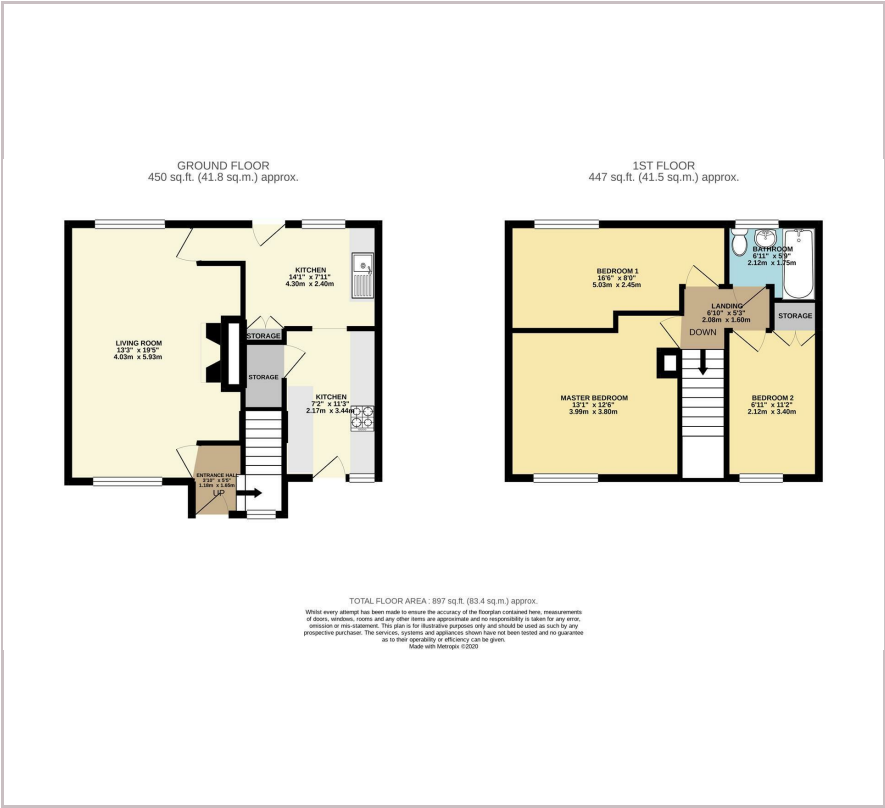 GROUND FLOOR
450 sq.ft. (41.8 sq.m.) approx.
KITCHEN
14'1" x 7'11"
4.30m x 2.40m
STORAGE
LIVING ROOM
13'3" x 19'5"
4.03m x 5.93m
STORAGE
KITCHEN
7'2" x 11'3"
2.17m x 3.44m
ENTRANCE HALL
3'10" x 5'5"
1.18m x 1.65m
UP
1ST FLOOR
447 sq.ft. (41.5 sq.m.) approx.
BATHROOM
6'11" x 5'9"
2.12m x 1.75m
BEDROOM 1
16'6" x 8'0"
5.03m x 2.45m
LANDING
6'10" x 5'3"
2.08m x 1.60m
DOWN
STORAGE
MASTER BEDROOM
13'1" x 12'6"
3.99m x 3.80m
BEDROOM 2
6'11" x 11'2"
2.12m x 3.40m
TOTAL FLOOR AREA : 897 sq.ft. (83.4 sq.m.) approx.
Whilst every attempt has been made to ensure the accuracy of the floorplan contained here, measurements
of doors, windows, rooms and any other items are approximate and no responsibility is taken for any error,
omission or mis-statement. This plan is for illustrative purposes only and should be used as such by any
prospective purchaser. The services, systems and appliances shown have not been tested and no guarantee
as to their operability or efficiency can be given.
Made with Metropix ©2020